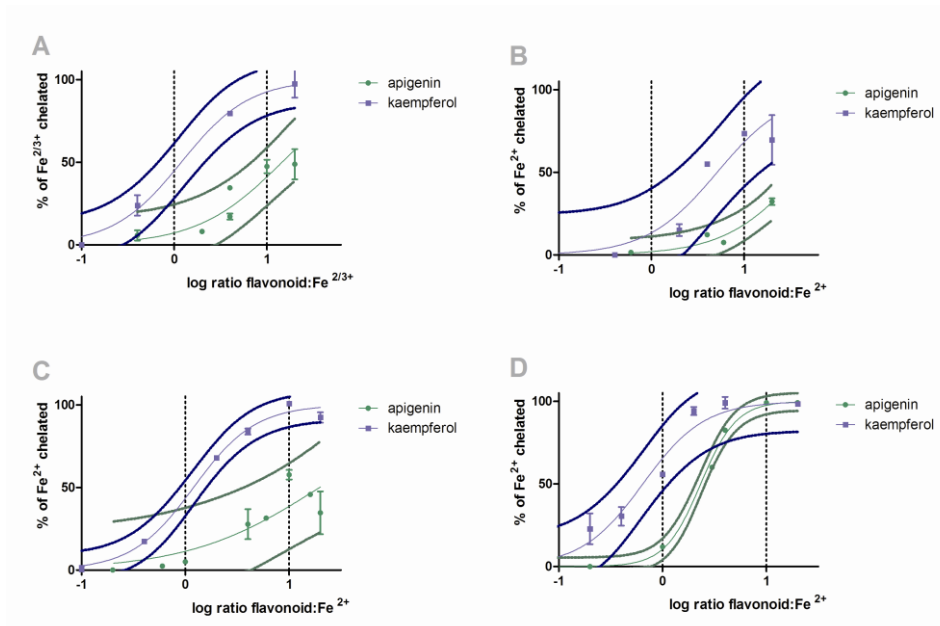 A
% of Fe2/3+ chelated
100
50
0
-1
0
1
log ratio flavonoid:Fe 2/3+
apigenin
kaempferol
B
% of Fe2+ chelated
100
50
0
-1
0
1
log ratio flavonoid:Fe 2+
apigenin
kaempferol
C
% of Fe2+ chelated
100
50
0
-1
0
1
log ratio flavonoid:Fe 2+
apigenin
kaempferol
D
% of Fe2+ chelated
100
50
0
-1
0
1
log ratio flavonoid:Fe 2+
apigenin
kaempferol